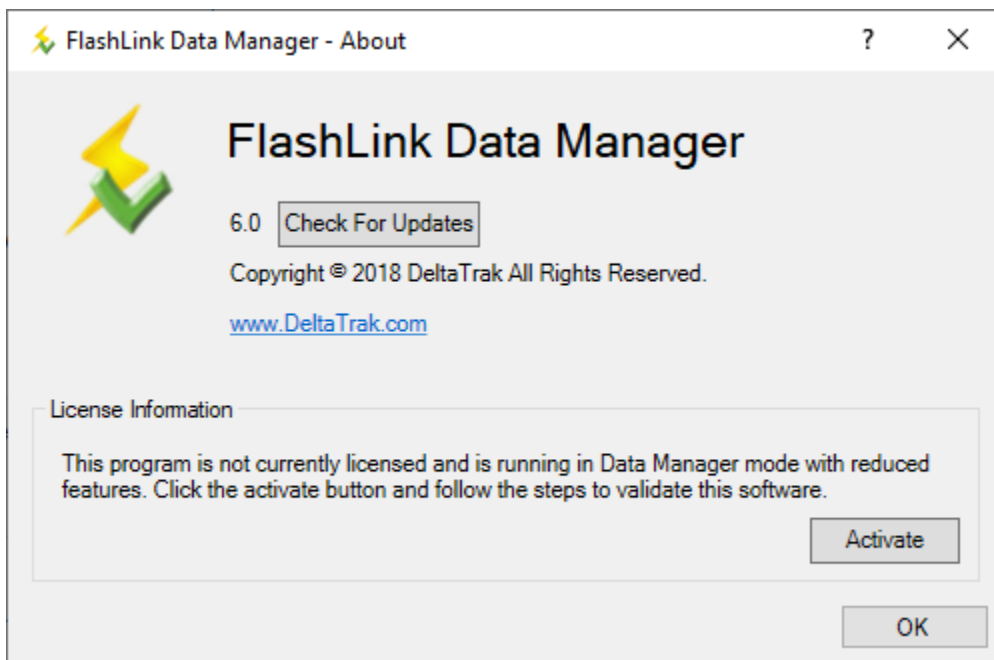 FlashLink Data Manager - About
?
FlashLink Data Manager
6.0 Check For Updates
Copyright © 2018 DeltaTrak All Rights Reserved.
www.DeltaTrak.com
License Information
This program is not currently licensed and is running in Data Manager mode with reduced
features. Click the activate button and follow the steps to validate this software.
Activate
OK